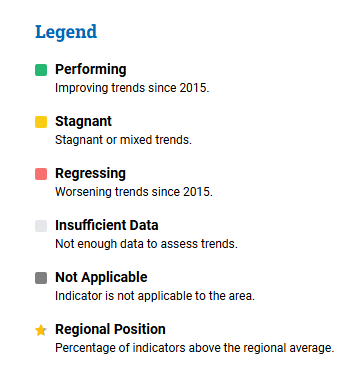 Legend
Performing
Improving trends since 2015.
Stagnant
Stagnant or mixed trends.
Regressing
Worsening trends since 2015.
Insufficient Data
Not enough data to assess trends.
Not Applicable
Indicator is not applicable to the area.
Regional Position
Percentage of indicators above the regional average.